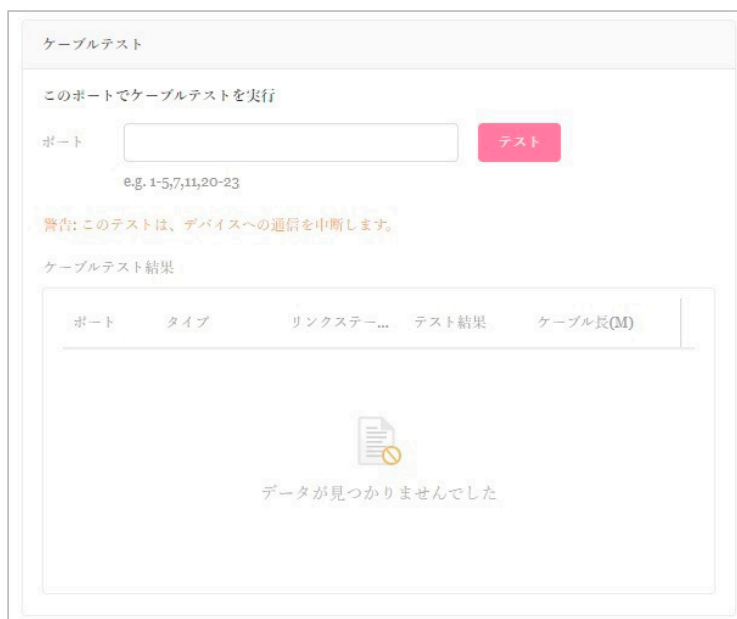 ケーブルテスト
このポートでケーブルテストを実行
ポート
テスト
e.g. 1-5,7,11,20-23
警告: このテストは、デバイスへの通信を中断します。
ケーブルテスト結果
ポート タイプ リンクステー... テスト結果 ケーブル長(M)
データが見つかりませんでした